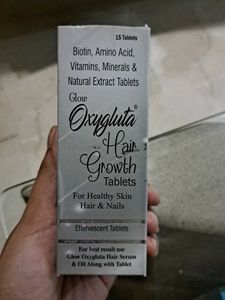 15 Tablets
Biotin, Amino Acid,
Vitamins, Minerals &
Natural Extract Tablets
Glow
Oxygluta®
Hair
Growth
Tablets
For Healthy Skin
Hair & Nails
Effervescent Tablets
For best result use
Glow Oxygluta Hair Serum
& Oil Along with Tablet